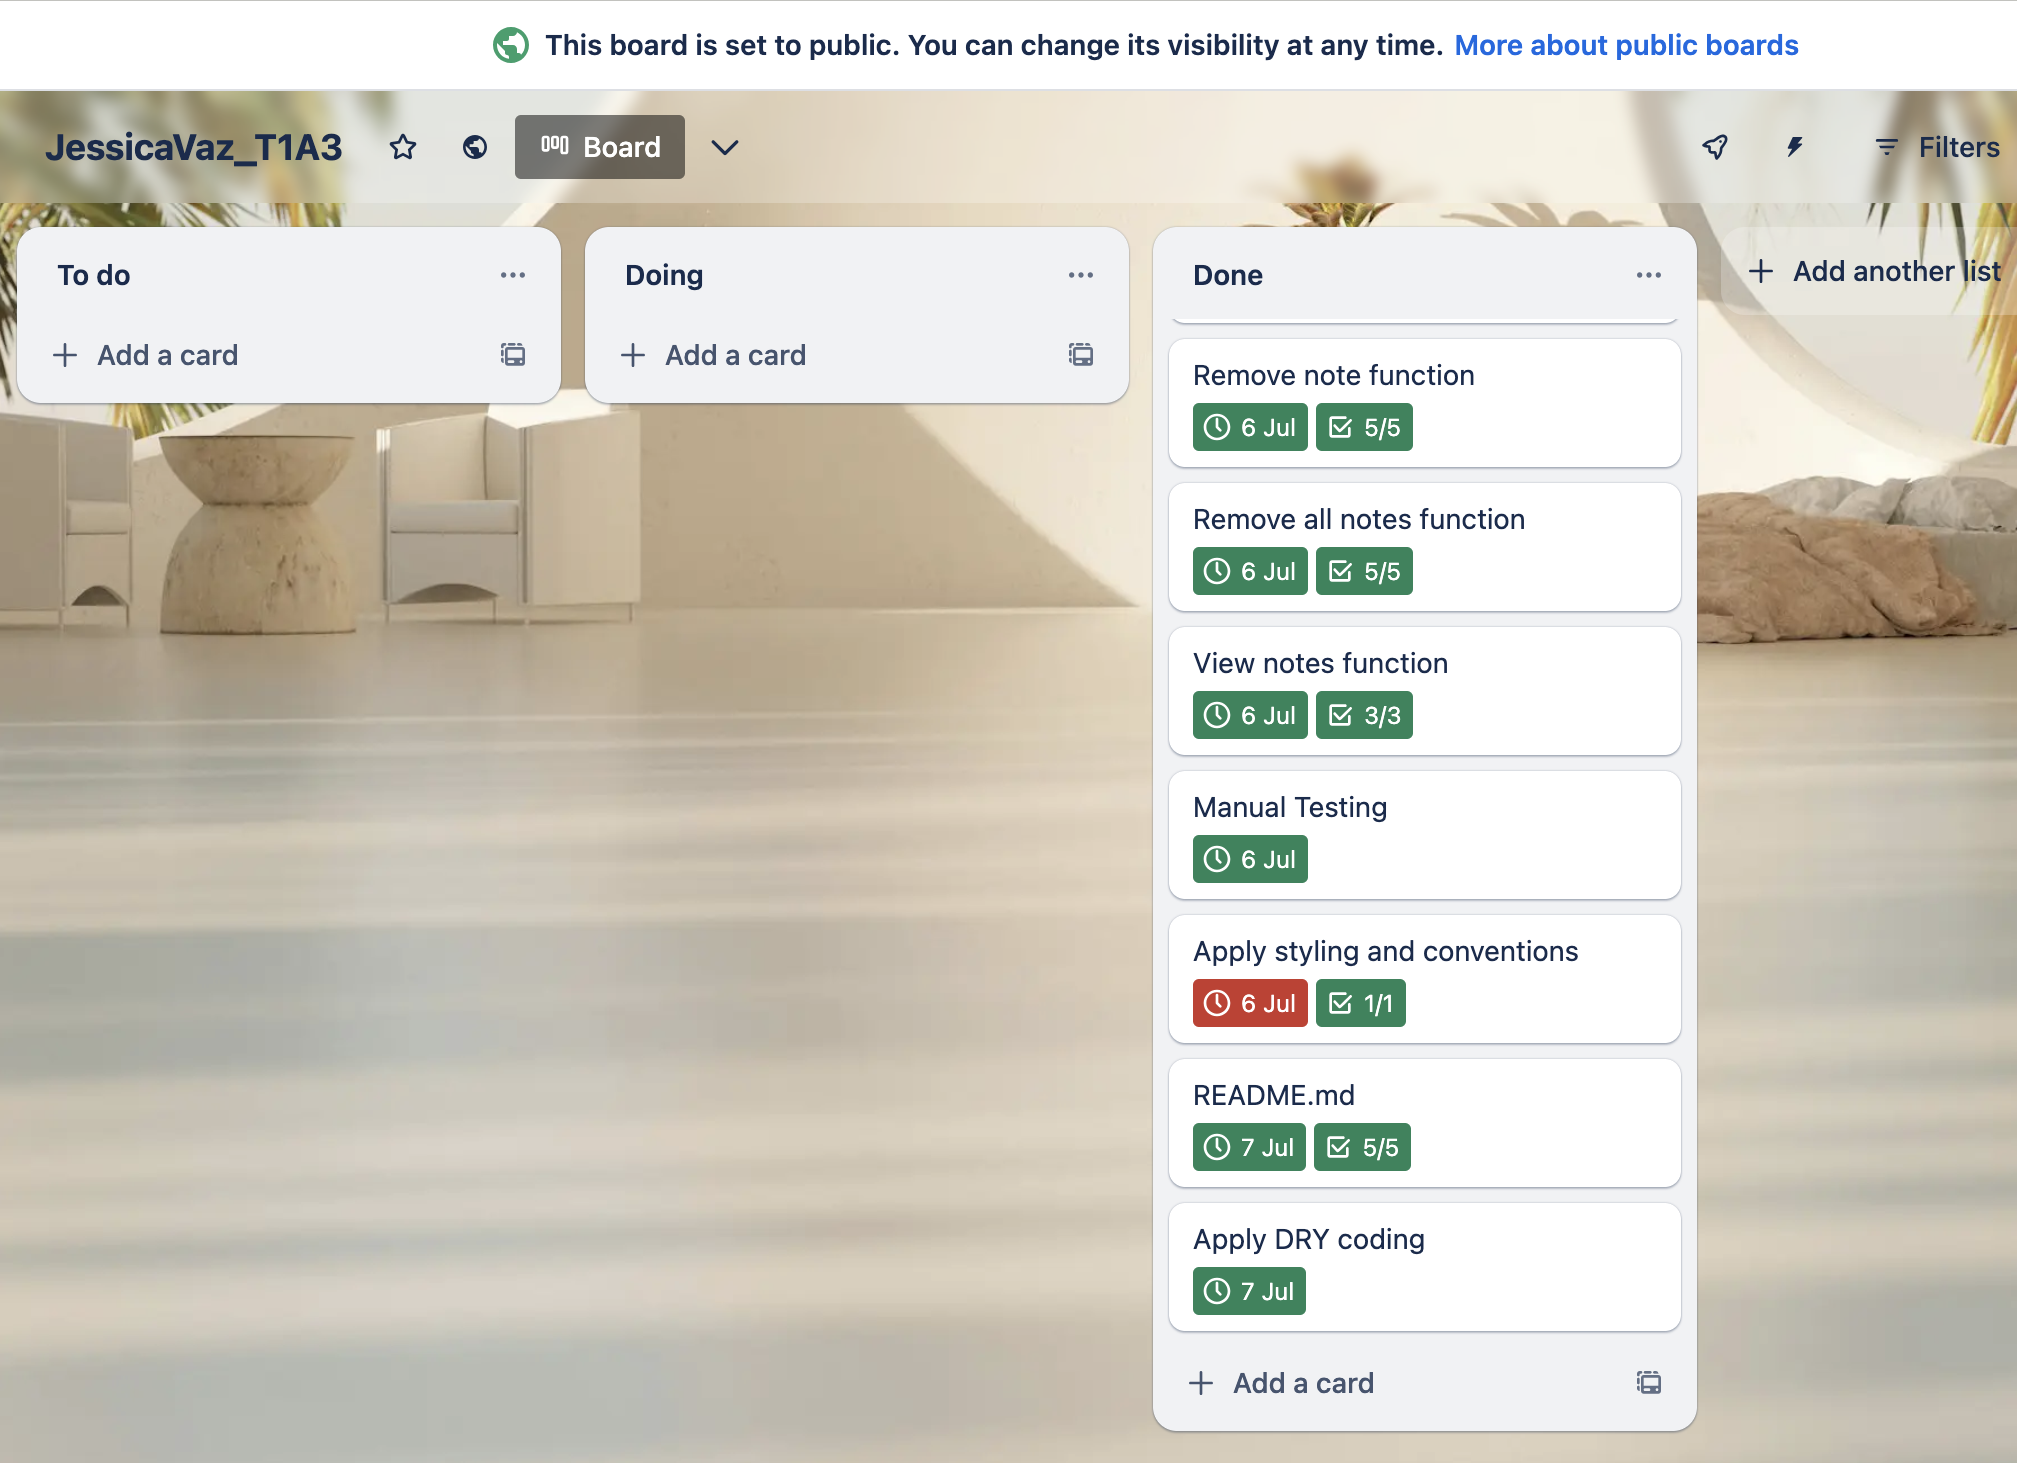 This board is set to public. You can change its visibility at any time. More about public boards
JessicaVaz_T1A3
Board
Filters
To do
Add a card
Doing
Add a card
Done
Remove note function
6 Jul 5/5
Remove all notes function
6 Jul 5/5
View notes function
6 Jul 3/3
Manual Testing
6 Jul
Apply styling and conventions
6 Jul 1/1
README.md
7 Jul 5/5
Apply DRY coding
7 Jul
Add a card
Add another list